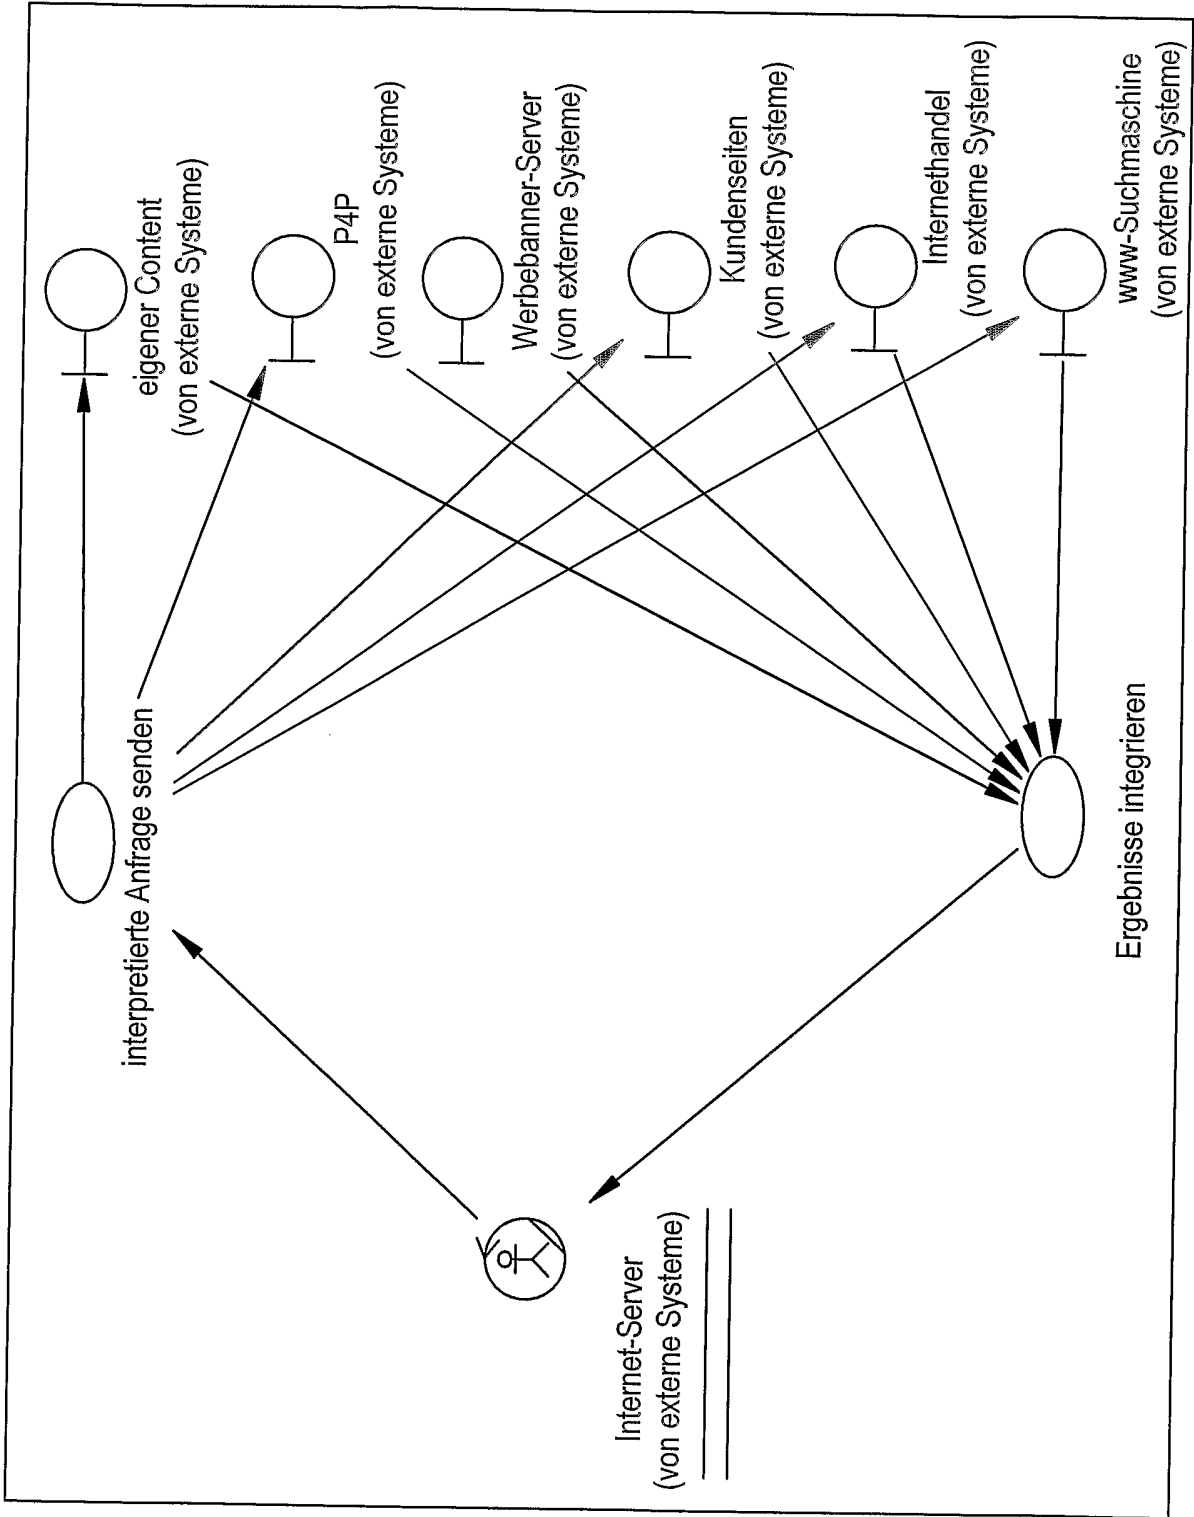 eigener Content
(von externe Systeme)
P4P
(von externe Systeme)
Werbebanner-Server
(von externe Systeme)
Kundenseiten
(von externe Systeme)
Internethandel
(von externe Systeme)
www-Suchmaschine
(von externe Systeme)
interpretierte Anfrage senden
Ergebnisse integrieren
Internet-Server
(von externe Systeme)